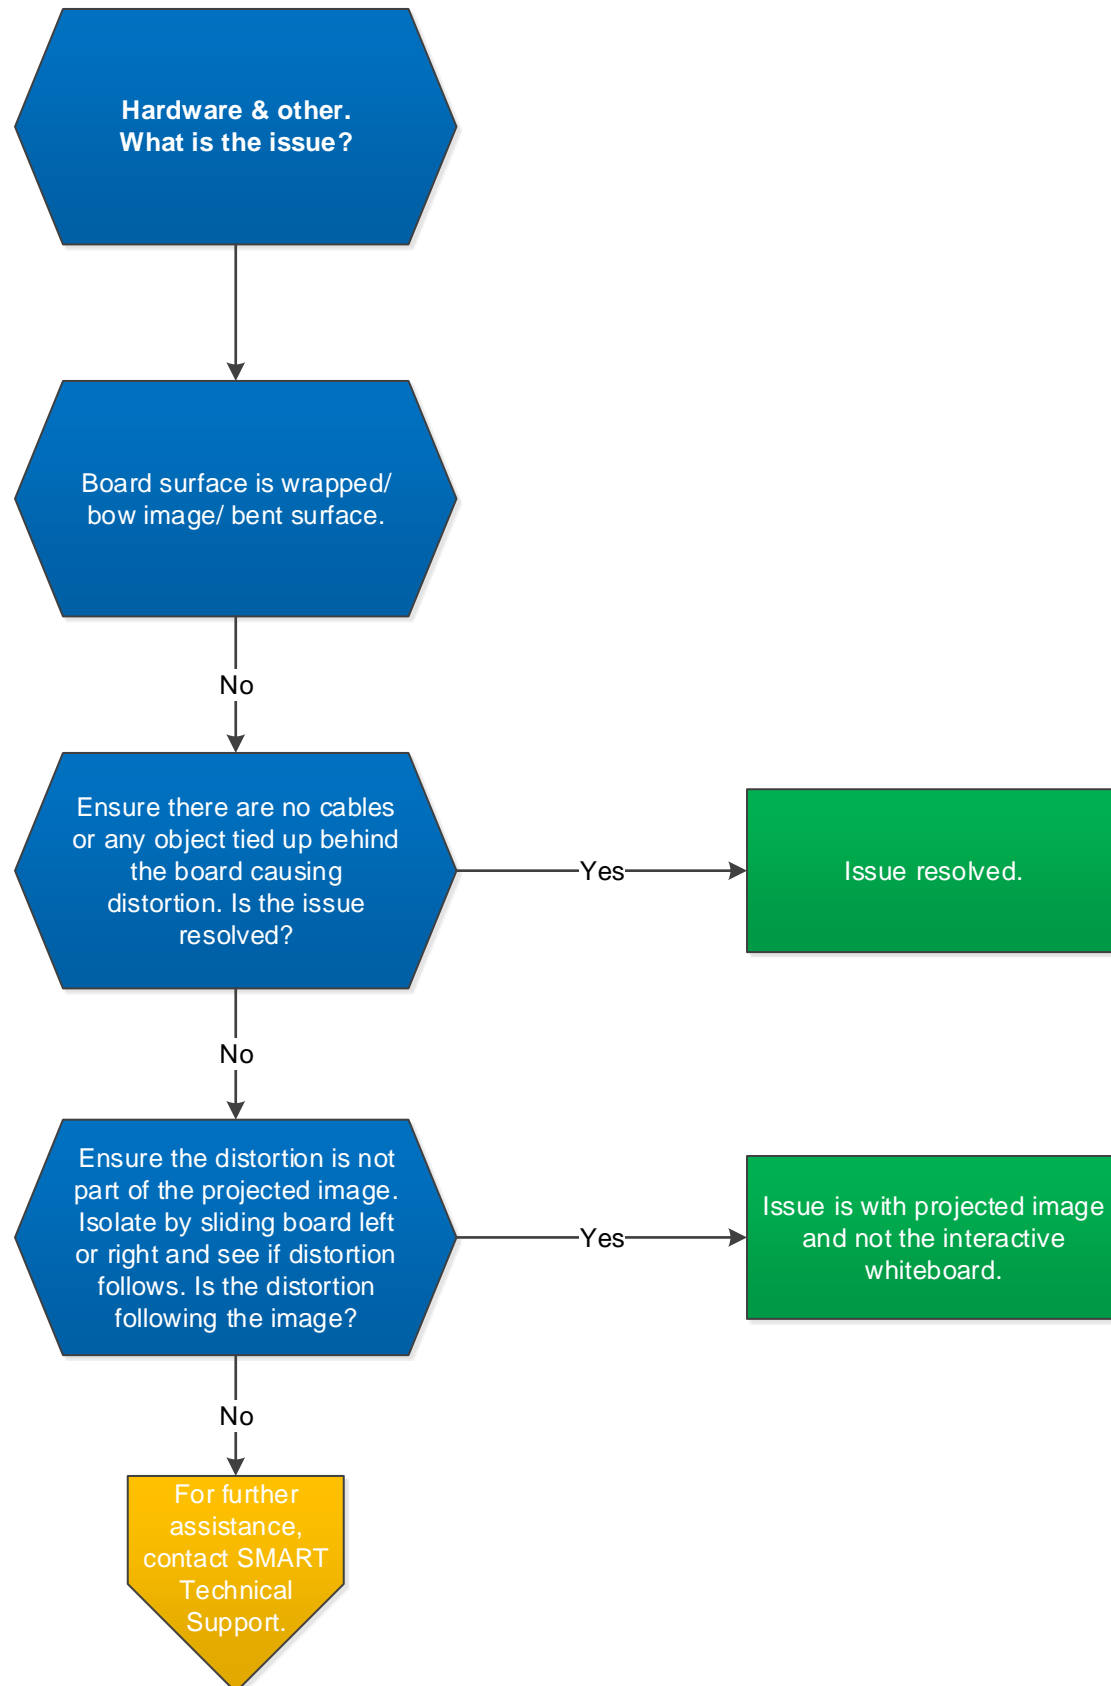 Hardware & other.
What is the issue?
Board surface is wrapped/
bow image/ bent surface.
No
Ensure there are no cables
or any object tied up behind
the board causing
distortion. Is the issue
resolved?
Yes
Issue resolved.
No
Ensure the distortion is not
part of the projected image.
Isolate by sliding board left
or right and see if distortion
follows. Is the distortion
following the image?
Yes
Issue is with projected image
and not the interactive
whiteboard.
No
For further
assistance,
contact SMART
Technical
Support.